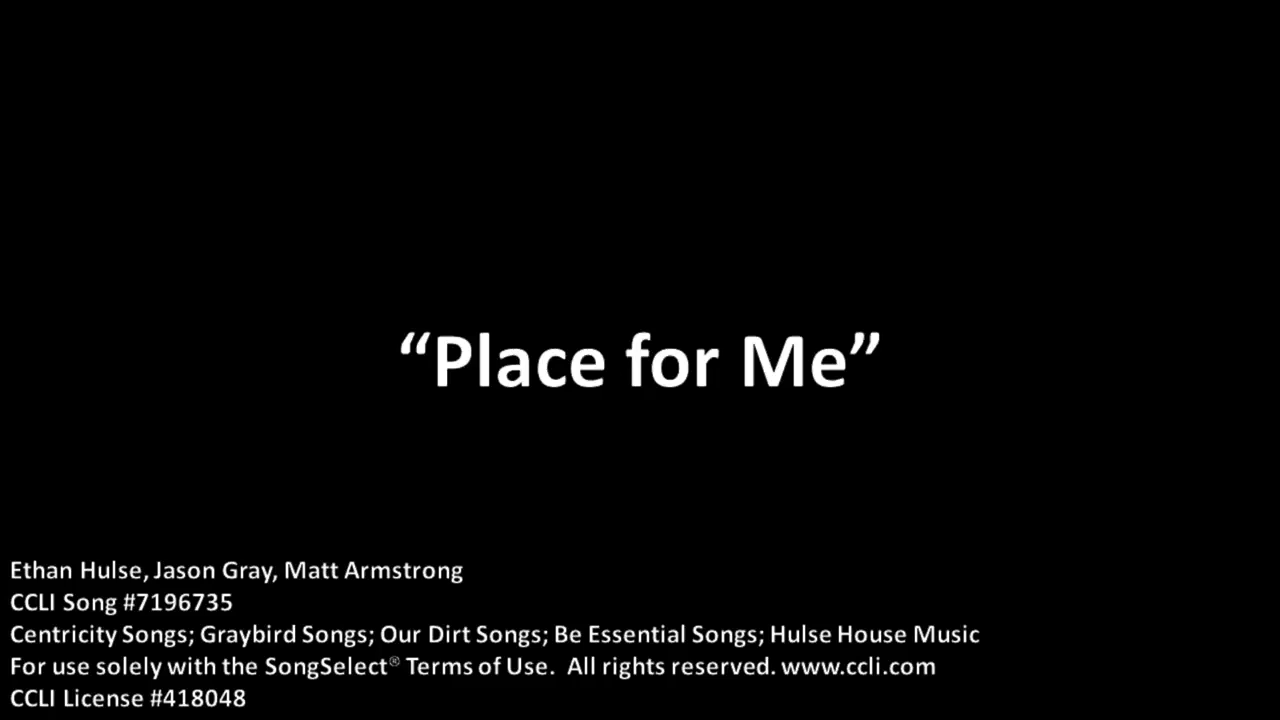 “Place for Me”
Ethan Hulse, Jason Gray, Matt Armstrong
CCLI Song #7196735
Centricity Songs; Graybird Songs; Our Dirt Songs; Be Essential Songs; Hulse House Music
For use solely with the SongSelect® Terms of Use.  All rights reserved. www.ccli.com
CCLI License #418048